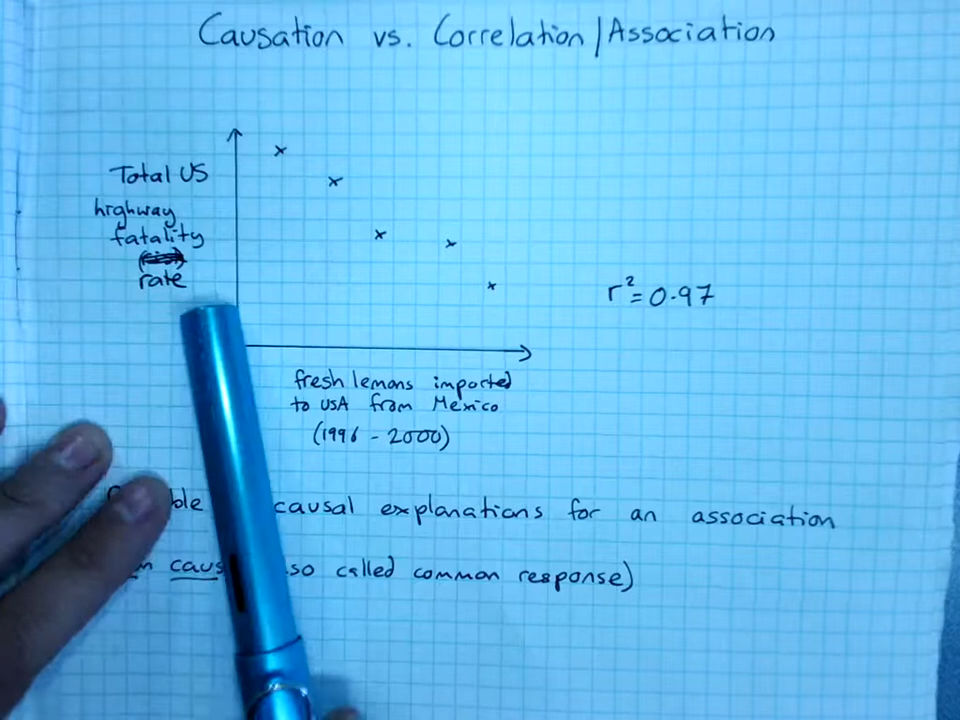 Causation vs. Correlation/Association
Total US
highway
fatality
rate
r²=0.97
fresh lemons imported
to USA from Mexico
(1996 - 2000)
causal explanations for an association
called common response)